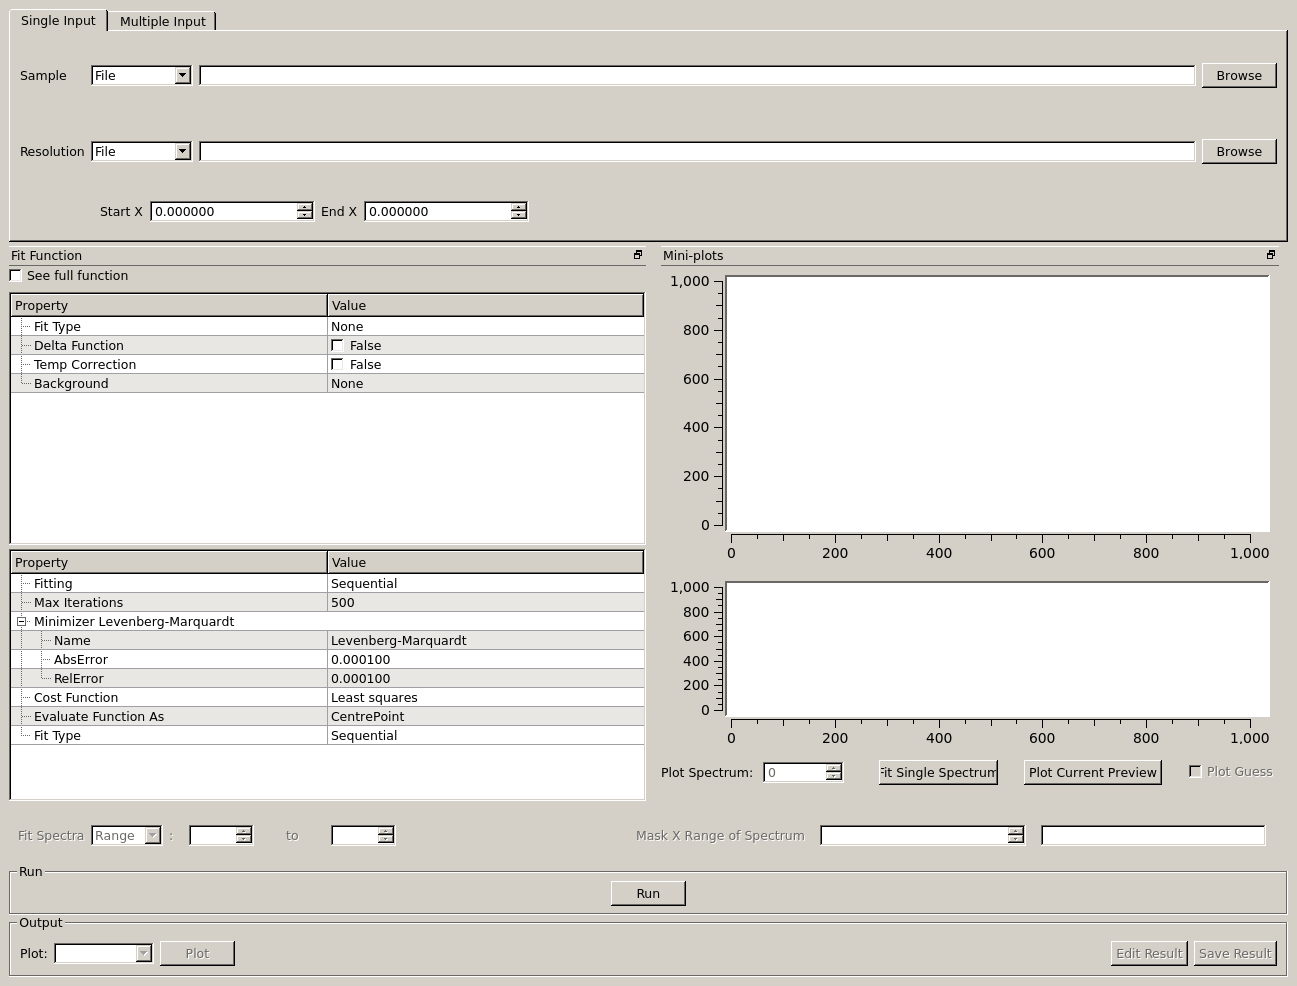 Single Input Multiple Input
Sample File Browse
Resolution File Browse
Start X 0.000000 End X 0.000000
Fit Function
See full function
Property Value
Fit Type None
Delta Function False
Temp Correction False
Background None
Property Value
Fitting Sequential
Max Iterations 500
Minimizer Levenberg-Marquardt
Name Levenberg-Marquardt
AbsError 0.000100
RelError 0.000100
Cost Function Least squares
Evaluate Function As CentrePoint
Fit Type Sequential
Mini-plots
1,000
800
600
400
200
0
0 200 400 600 800 1,000
1,000
800
600
400
200
0
0 200 400 600 800 1,000
Plot Spectrum: 0 Fit Single Spectrum Plot Current Preview Plot Guess
Fit Spectra Range : to Mask X Range of Spectrum
Run
Run
Output
Plot: Plot Edit Result Save Result